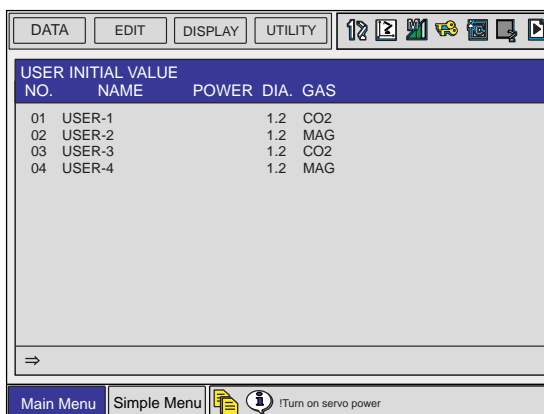 DATA EDIT DISPLAY UTILITY
USER INITIAL VALUE
NO. NAME POWER DIA. GAS
01 USER-1 1.2 CO2
02 USER-2 1.2 MAG
03 USER-3 1.2 CO2
04 USER-4 1.2 MAG
⇒
Main Menu Simple Menu !Turn on servo power